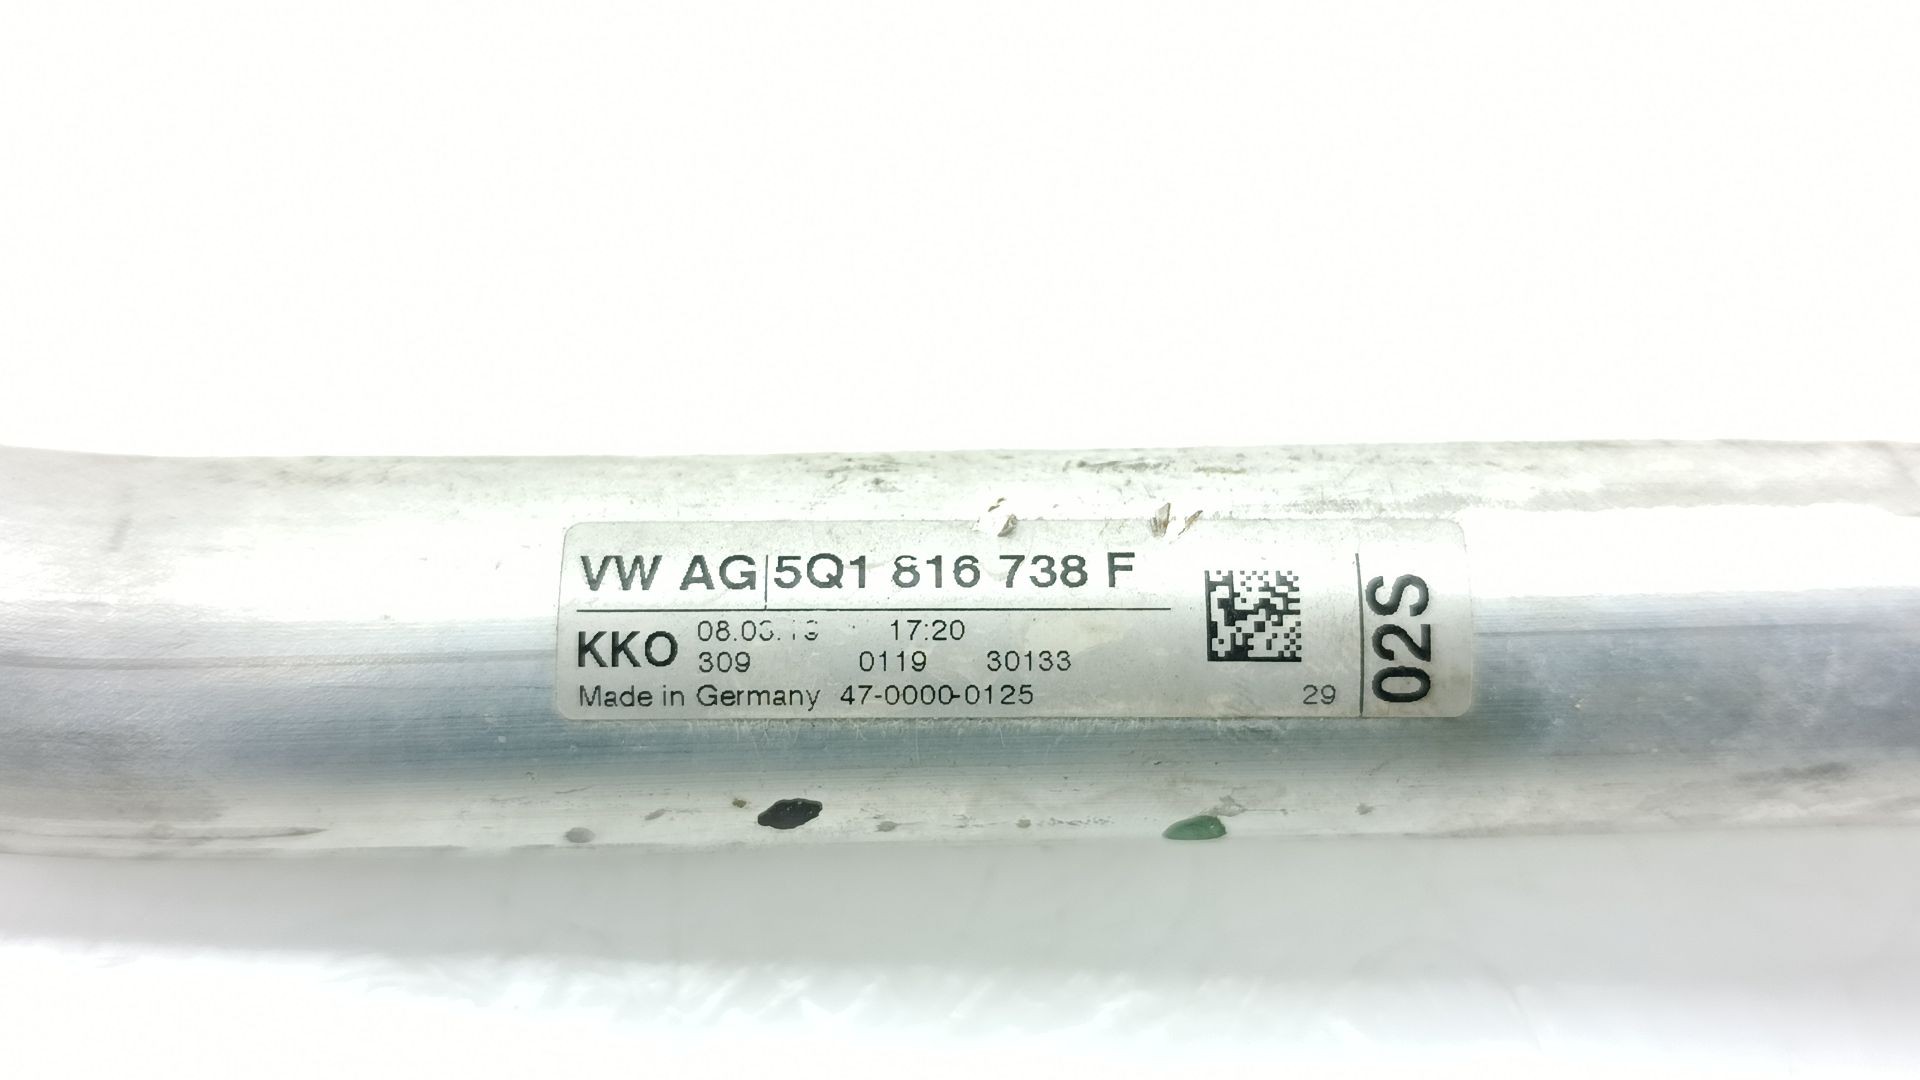 VW AG|5Q1 816 738 F
KKO
17:20
309 0119 30133
Made in Germany 47-0000-0125
29
02S